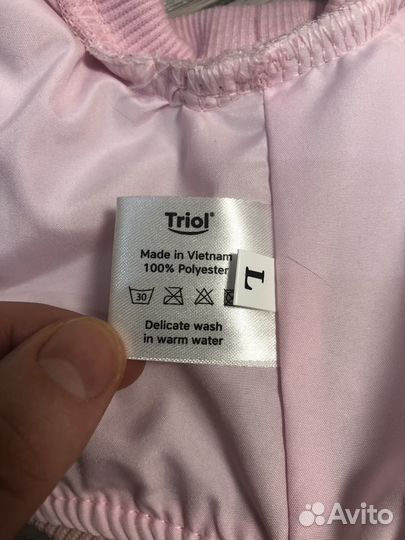 Triol®
Made in Vietnam
100% Polyester
L
30
Delicate wash
in warm water
Avito